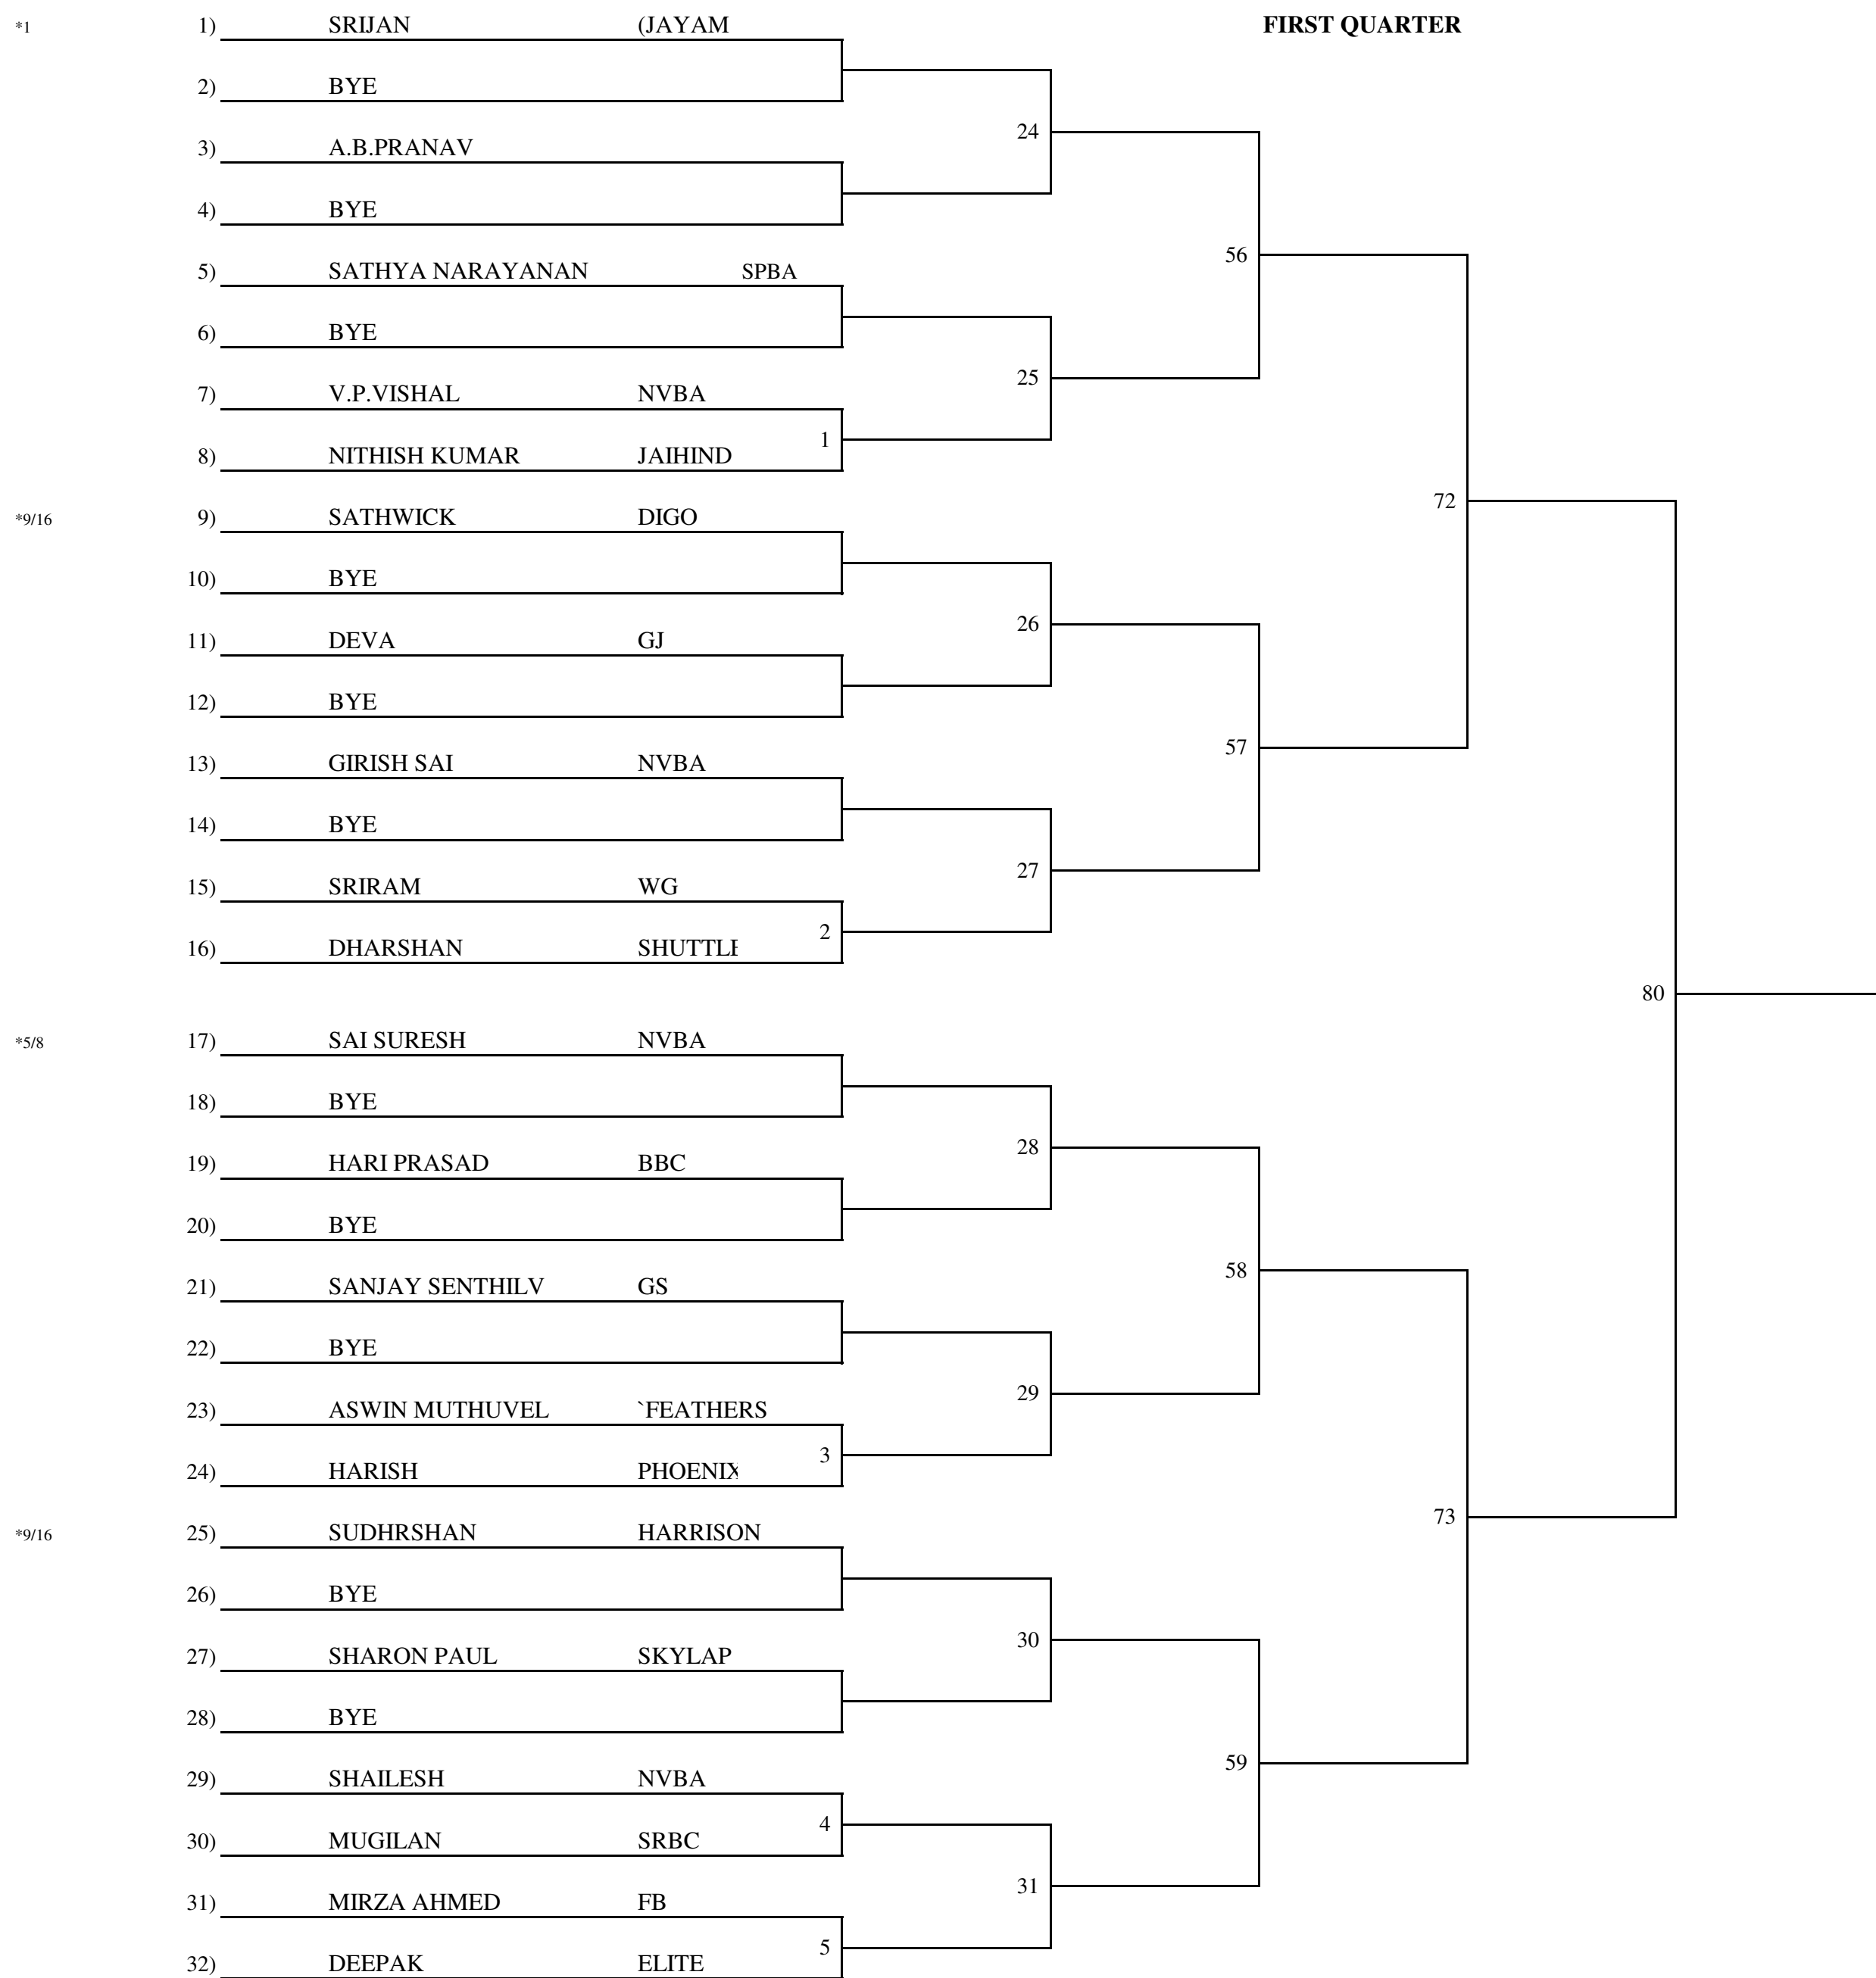 *1 1) SRIJAN (JAYAM FIRST QUARTER
2) BYE
24
3) A.B.PRANAV
4) BYE
56
5) SATHYA NARAYANAN SPBA
6) BYE
25
7) V.P.VISHAL NVBA
1
8) NITHISH KUMAR JAIHIND
72
*9/16 9) SATHWICK DIGO
10) BYE
26
11) DEVA GJ
12) BYE
57
13) GIRISH SAI NVBA
14) BYE
27
15) SRIRAM WG
2
16) DHARSHAN SHUTTLE
80
*5/8 17) SAI SURESH NVBA
18) BYE
28
19) HARI PRASAD BBC
20) BYE
58
21) SANJAY SENTHILV GS
22) BYE
29
23) ASWIN MUTHUVEL `FEATHERS
3
24) HARISH PHOENIX
73
*9/16 25) SUDHRSHAN HARRISON
26) BYE
30
27) SHARON PAUL SKYLAP
28) BYE
59
29) SHAILESH NVBA
4
30) MUGILAN SRBC
31
31) MIRZA AHMED FB
5
32) DEEPAK ELITE